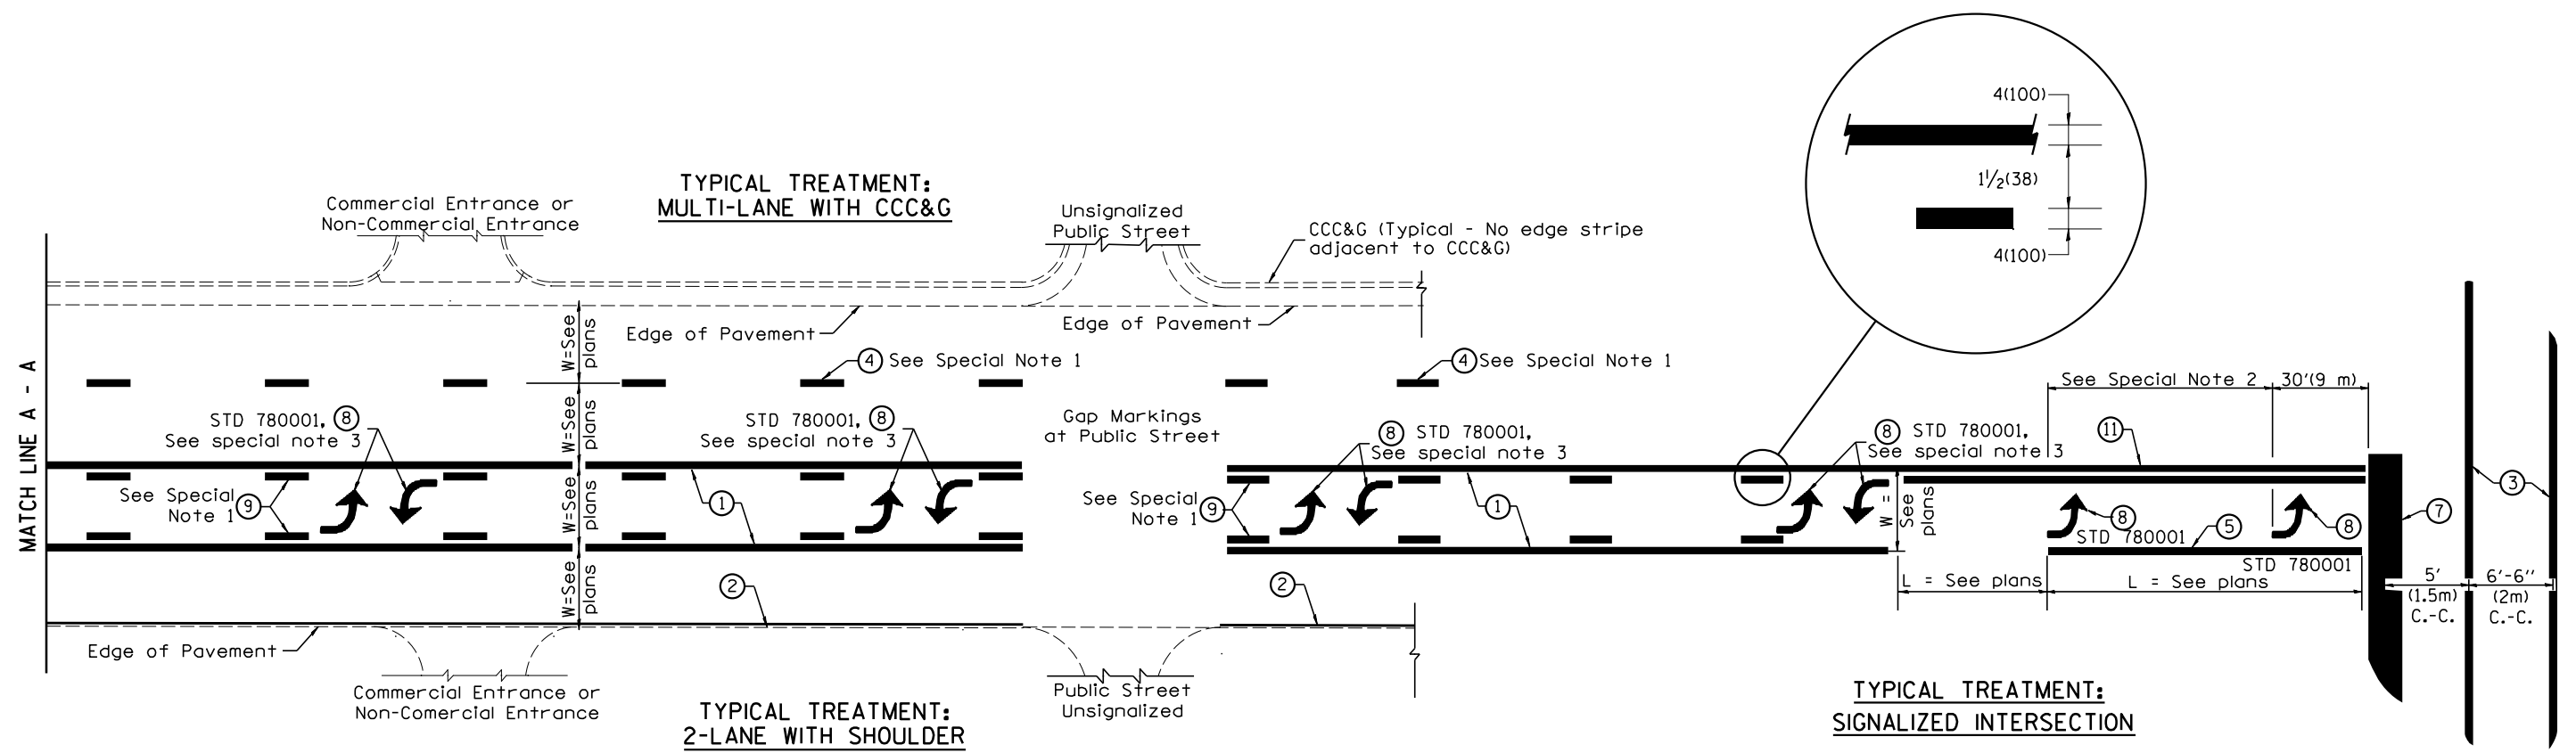 TYPICAL TREATMENT:
MULTI-LANE WITH CCC&G
Commercial Entrance or
Non-Commercial Entrance
Unsignalized
Public Street
CCC&G (Typical - No edge stripe
adjacent to CCC&G)
4(100)
1 1/2(38)
4(100)
MATCH LINE A - A
W=See
plans
Edge of Pavement
Edge of Pavement
4 See Special Note 1
4 See Special Note 1
See Special Note 2
30'(9 m)
STD 780001, 8
See special note 3
W=See
plans
STD 780001, 8
See special note 3
Gap Markings
at Public Street
8 STD 780001,
See special note 3
8 STD 780001,
See special note 3
11
See Special
Note 1
9
W=See
plans
1
See Special
Note 1
9
1
W =
See
plans
8
STD 780001
5
8
STD 780001
7
3
W=See
plans
2
2
L = See plans
L = See plans
5'
(1.5m)
C.-C.
6'-6"
(2m)
C.-C.
Edge of Pavement
Commercial Entrance or
Non-Comercial Entrance
Public Street
Unsignalized
TYPICAL TREATMENT:
2-LANE WITH SHOULDER
TYPICAL TREATMENT:
SIGNALIZED INTERSECTION